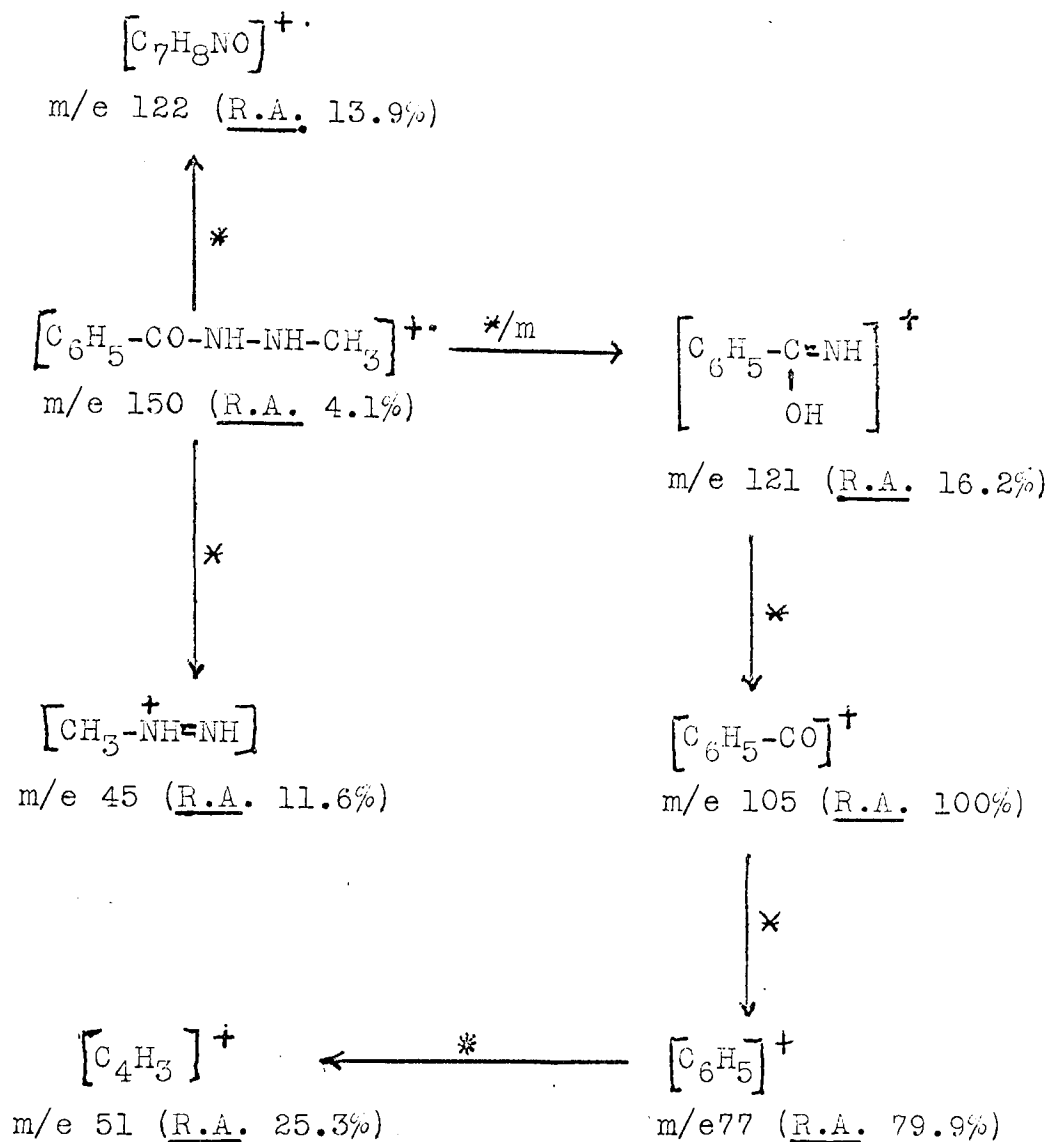 [C₇H₈NO]⁺·
m/e 122 (R.A. 13.9%)
*
[C₆H₅-CO-NH-NH-CH₃]⁺·
m/e 150 (R.A. 4.1%)
*/m
[C₆H₅-C=NH]⁺
OH
m/e 121 (R.A. 16.2%)
*
*
[CH₃-N⁺H=NH]
m/e 45 (R.A. 11.6%)
[C₆H₅-CO]⁺
m/e 105 (R.A. 100%)
*
[C₄H₃]⁺
*
[C₆H₅]⁺
m/e 51 (R.A. 25.3%)
m/e77 (R.A. 79.9%)